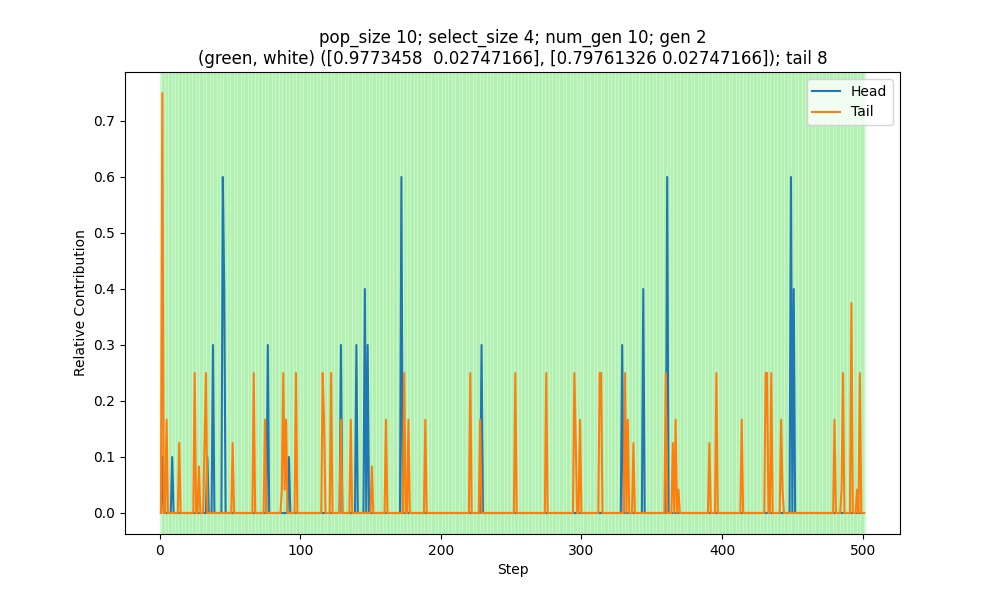 pop_size 10; select_size 4; num_gen 10; gen 2
(green, white) ([0.9773458  0.02747166], [0.79761326 0.02747166]); tail 8
Head
Tail
0.7
0.6
0.5
0.4
0.3
0.2
0.1
0.0
Relative Contribution
0
100
200
300
400
500
Step